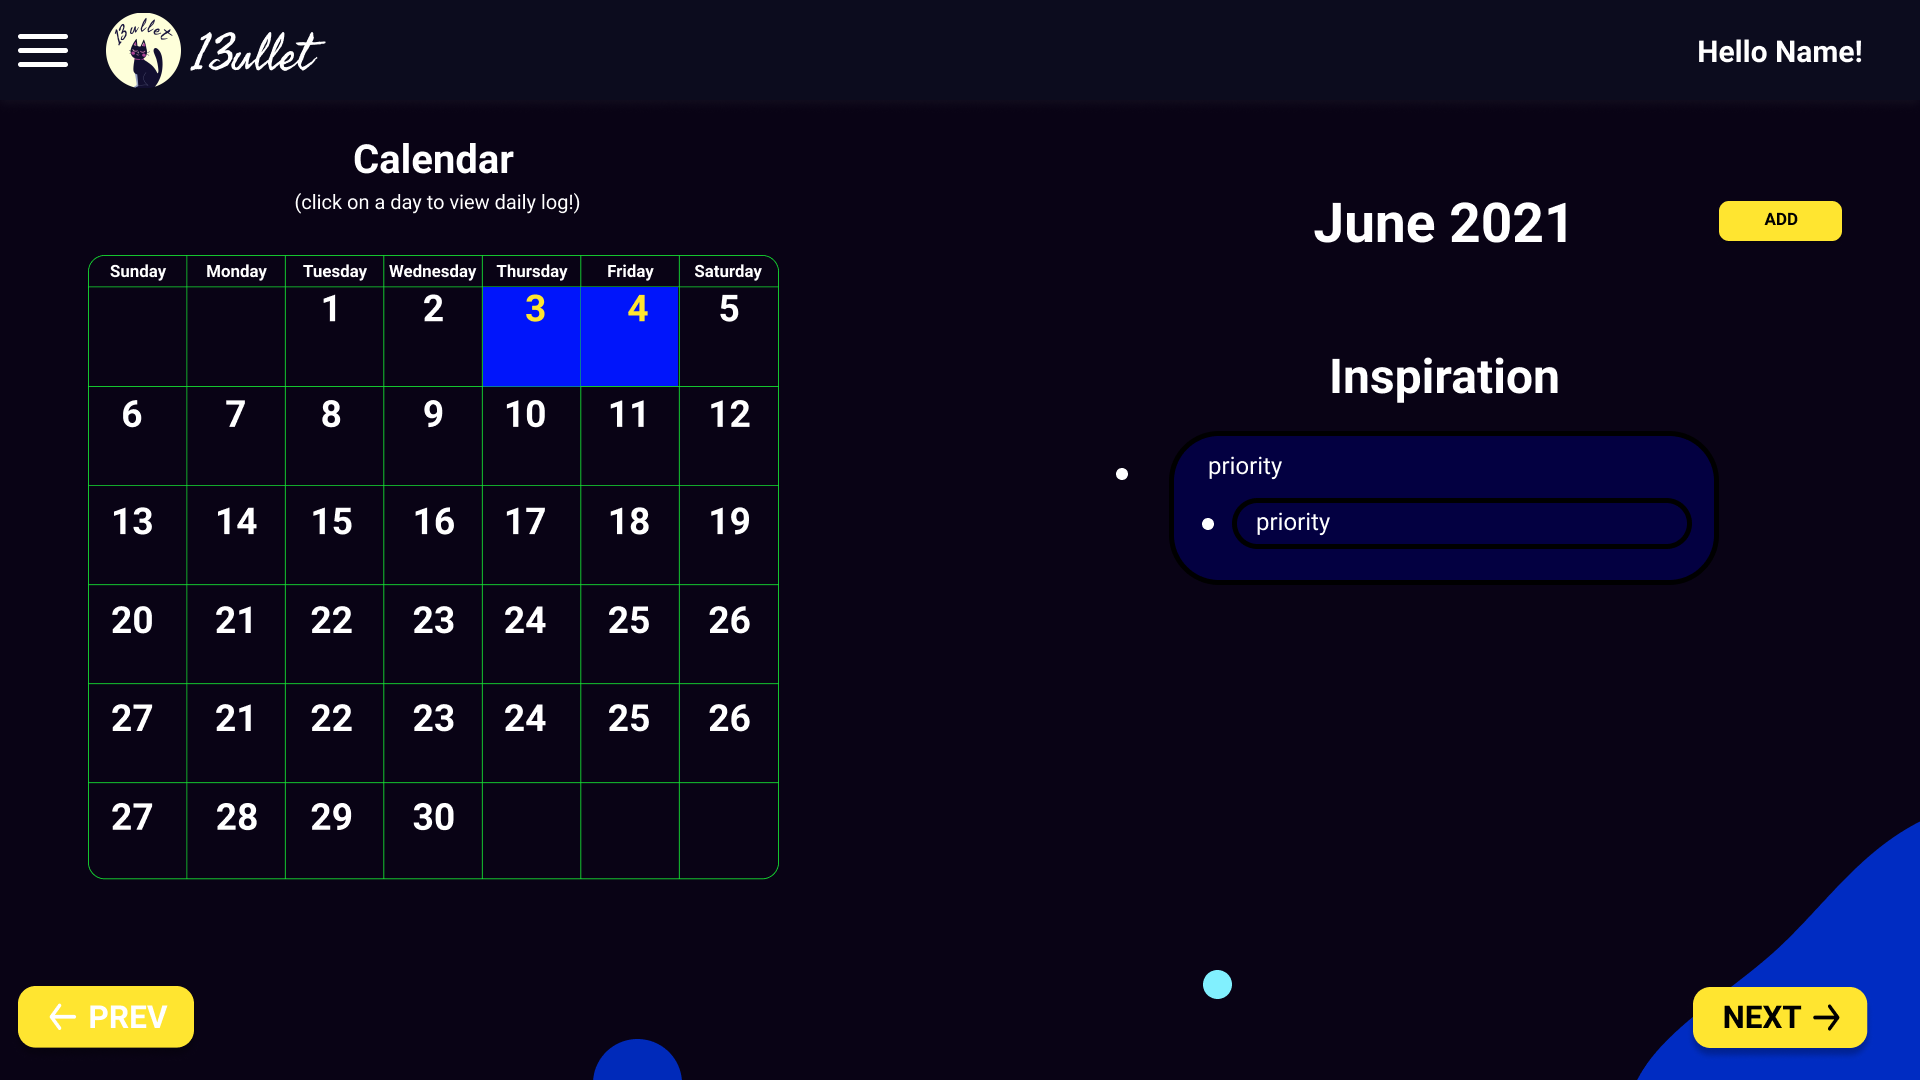 13ullet
13ullet
Hello Name!
Calendar
(click on a day to view daily log!)
June 2021
ADD
Sunday Monday Tuesday Wednesday Thursday Friday Saturday
1 2 3 4 5
6 7 8 9 10 11 12
13 14 15 16 17 18 19
20 21 22 23 24 25 26
27 21 22 23 24 25 26
27 28 29 30
Inspiration
priority
priority
← PREV
NEXT →